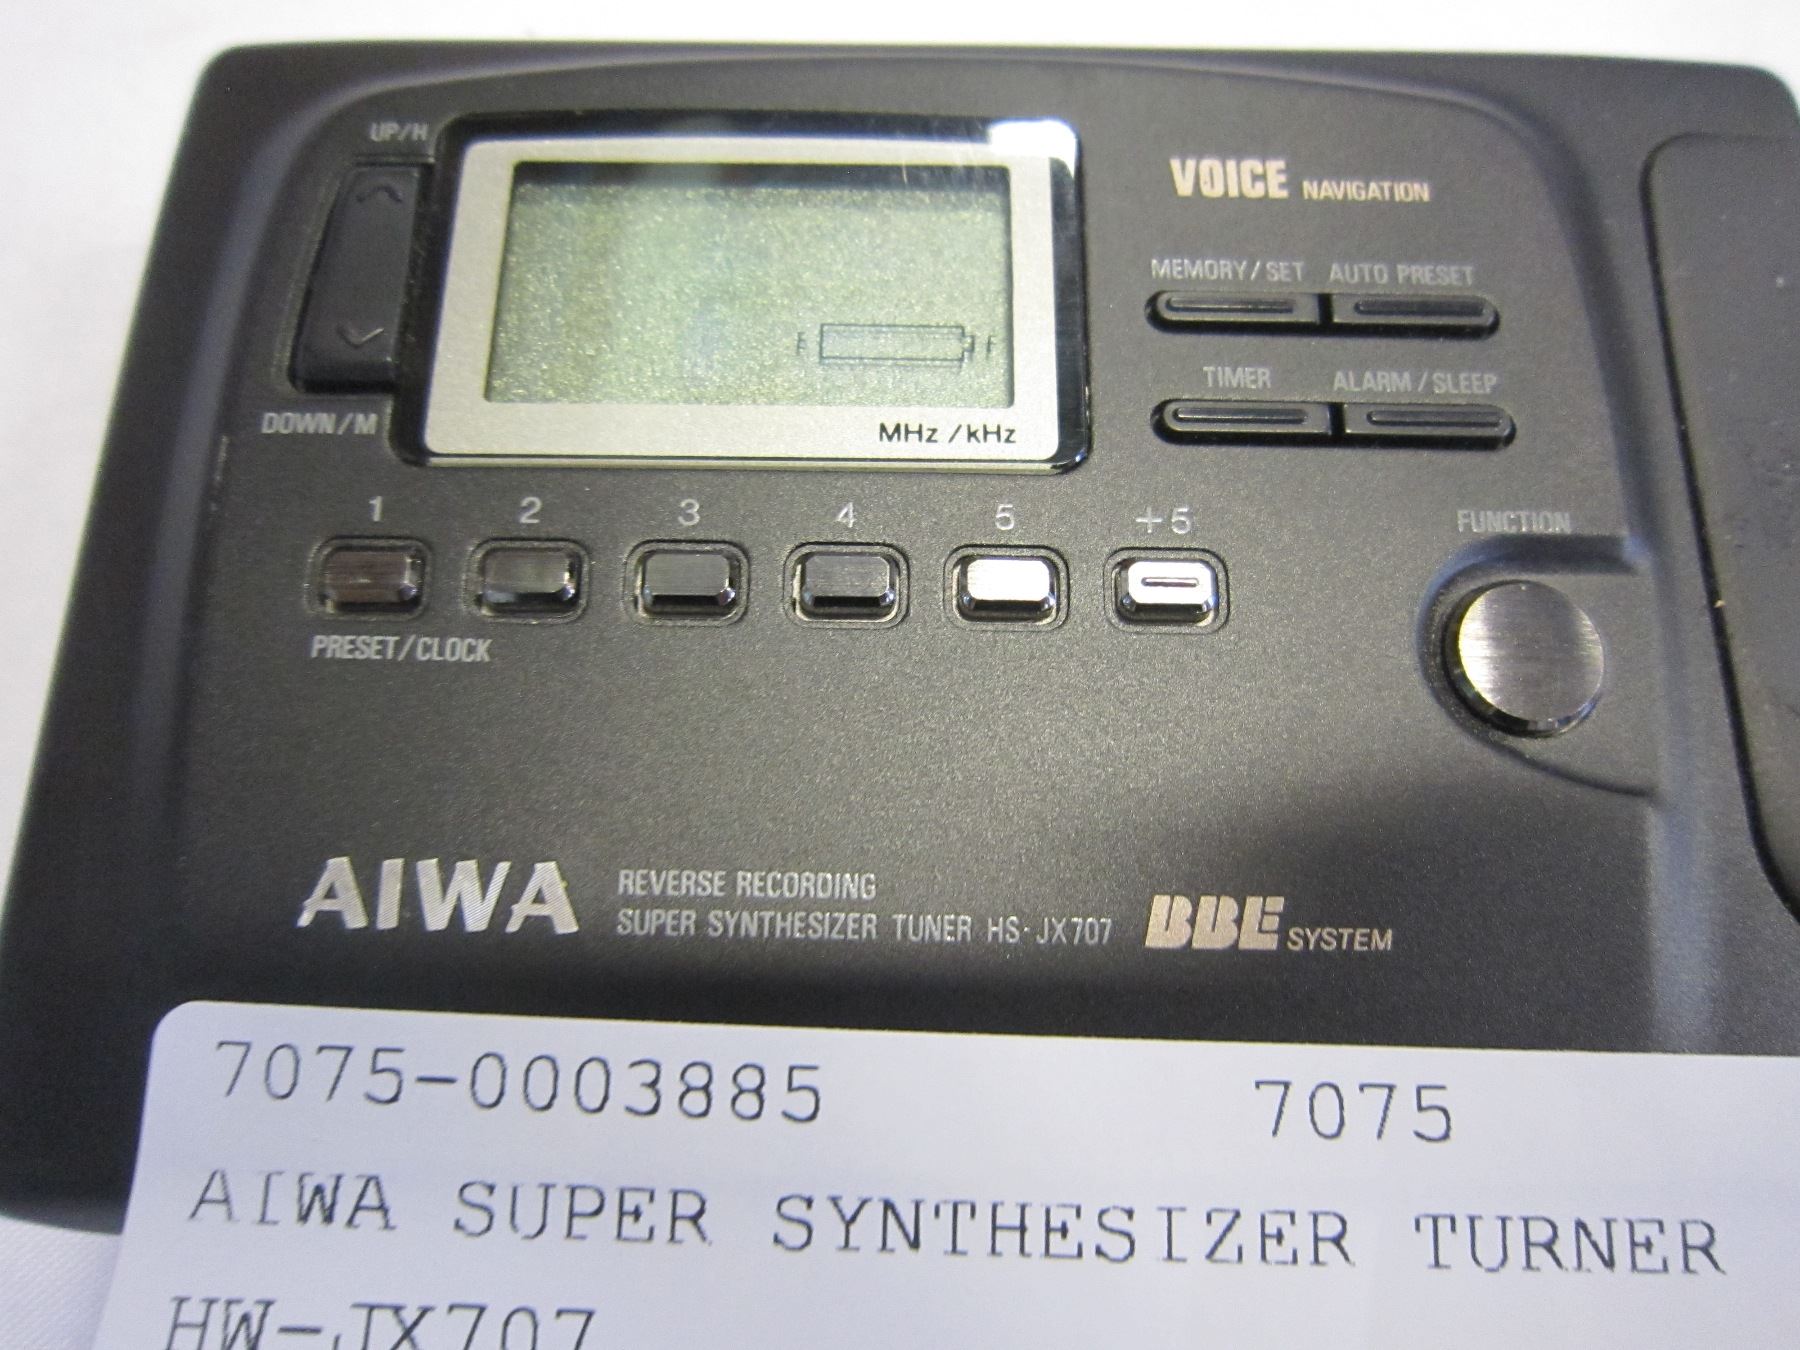 UP/H
VOICE NAVIGATION
MEMORY/SET AUTO PRESET
E F
TIMER ALARM/SLEEP
DOWN/M
MHz/kHz
1 2 3 4 5 +5
FUNCTION
PRESET/CLOCK
AIWA
REVERSE RECORDING
SUPER SYNTHESIZER TUNER HS-JX707
BBE SYSTEM
7075-0003885 7075
AIWA SUPER SYNTHESIZER TURNER
HW-JX707